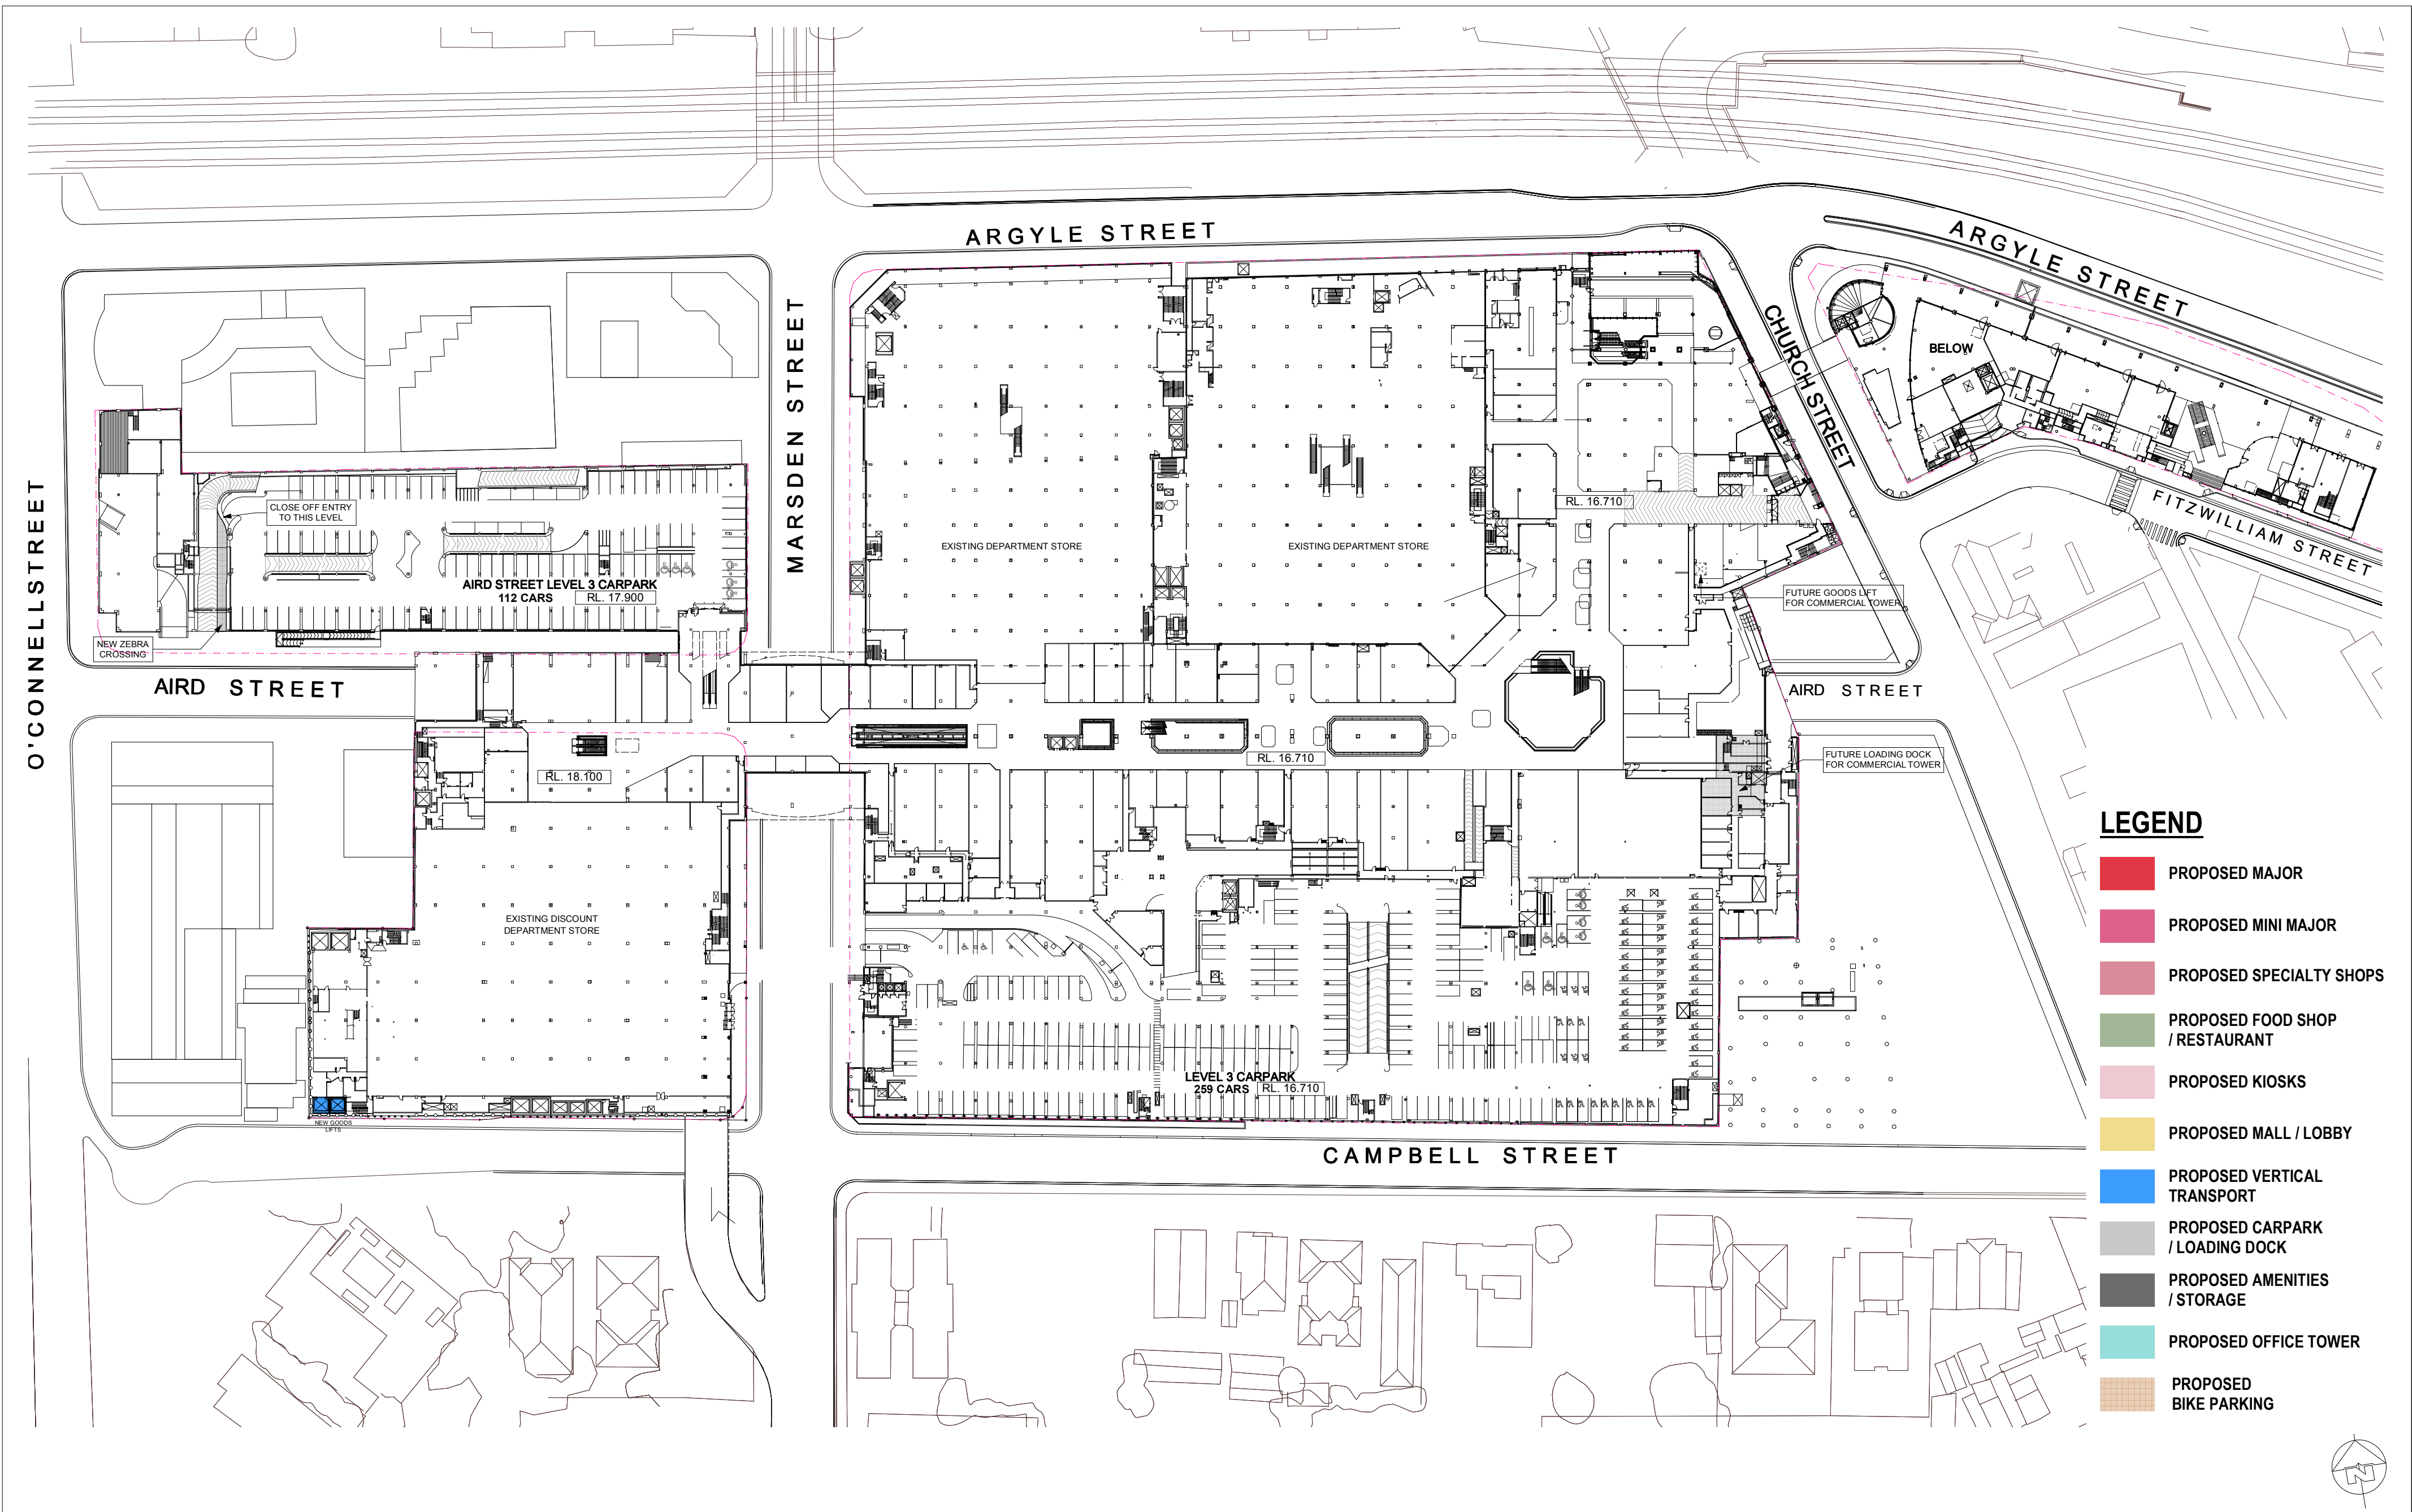 ARGYLE STREET
ARGYLE STREET
CHURCH STREET
MARSDEN STREET
O'CONNELLSTREET
BELOW
FITZWILLIAM STREET
CLOSE OFF ENTRY
TO THIS LEVEL
RL. 16.710
EXISTING DEPARTMENT STORE
EXISTING DEPARTMENT STORE
AIRD STREET LEVEL 3 CARPARK
112 CARS
RL. 17.900
FUTURE GOODS LIFT
FOR COMMERCIAL TOWER
NEW ZEBRA
CROSSING
AIRD STREET
AIRD STREET
RL. 18.100
RL. 16.710
FUTURE LOADING DOCK
FOR COMMERCIAL TOWER
EXISTING DISCOUNT
DEPARTMENT STORE
LEVEL 3 CARPARK
259 CARS
RL. 16.710
NEW GOODS
LIFTS
CAMPBELL STREET
LEGEND
PROPOSED MAJOR
PROPOSED MINI MAJOR
PROPOSED SPECIALTY SHOPS
PROPOSED FOOD SHOP
/ RESTAURANT
PROPOSED KIOSKS
PROPOSED MALL / LOBBY
PROPOSED VERTICAL
TRANSPORT
PROPOSED CARPARK
/ LOADING DOCK
PROPOSED AMENITIES
/ STORAGE
PROPOSED OFFICE TOWER
PROPOSED
BIKE PARKING
N